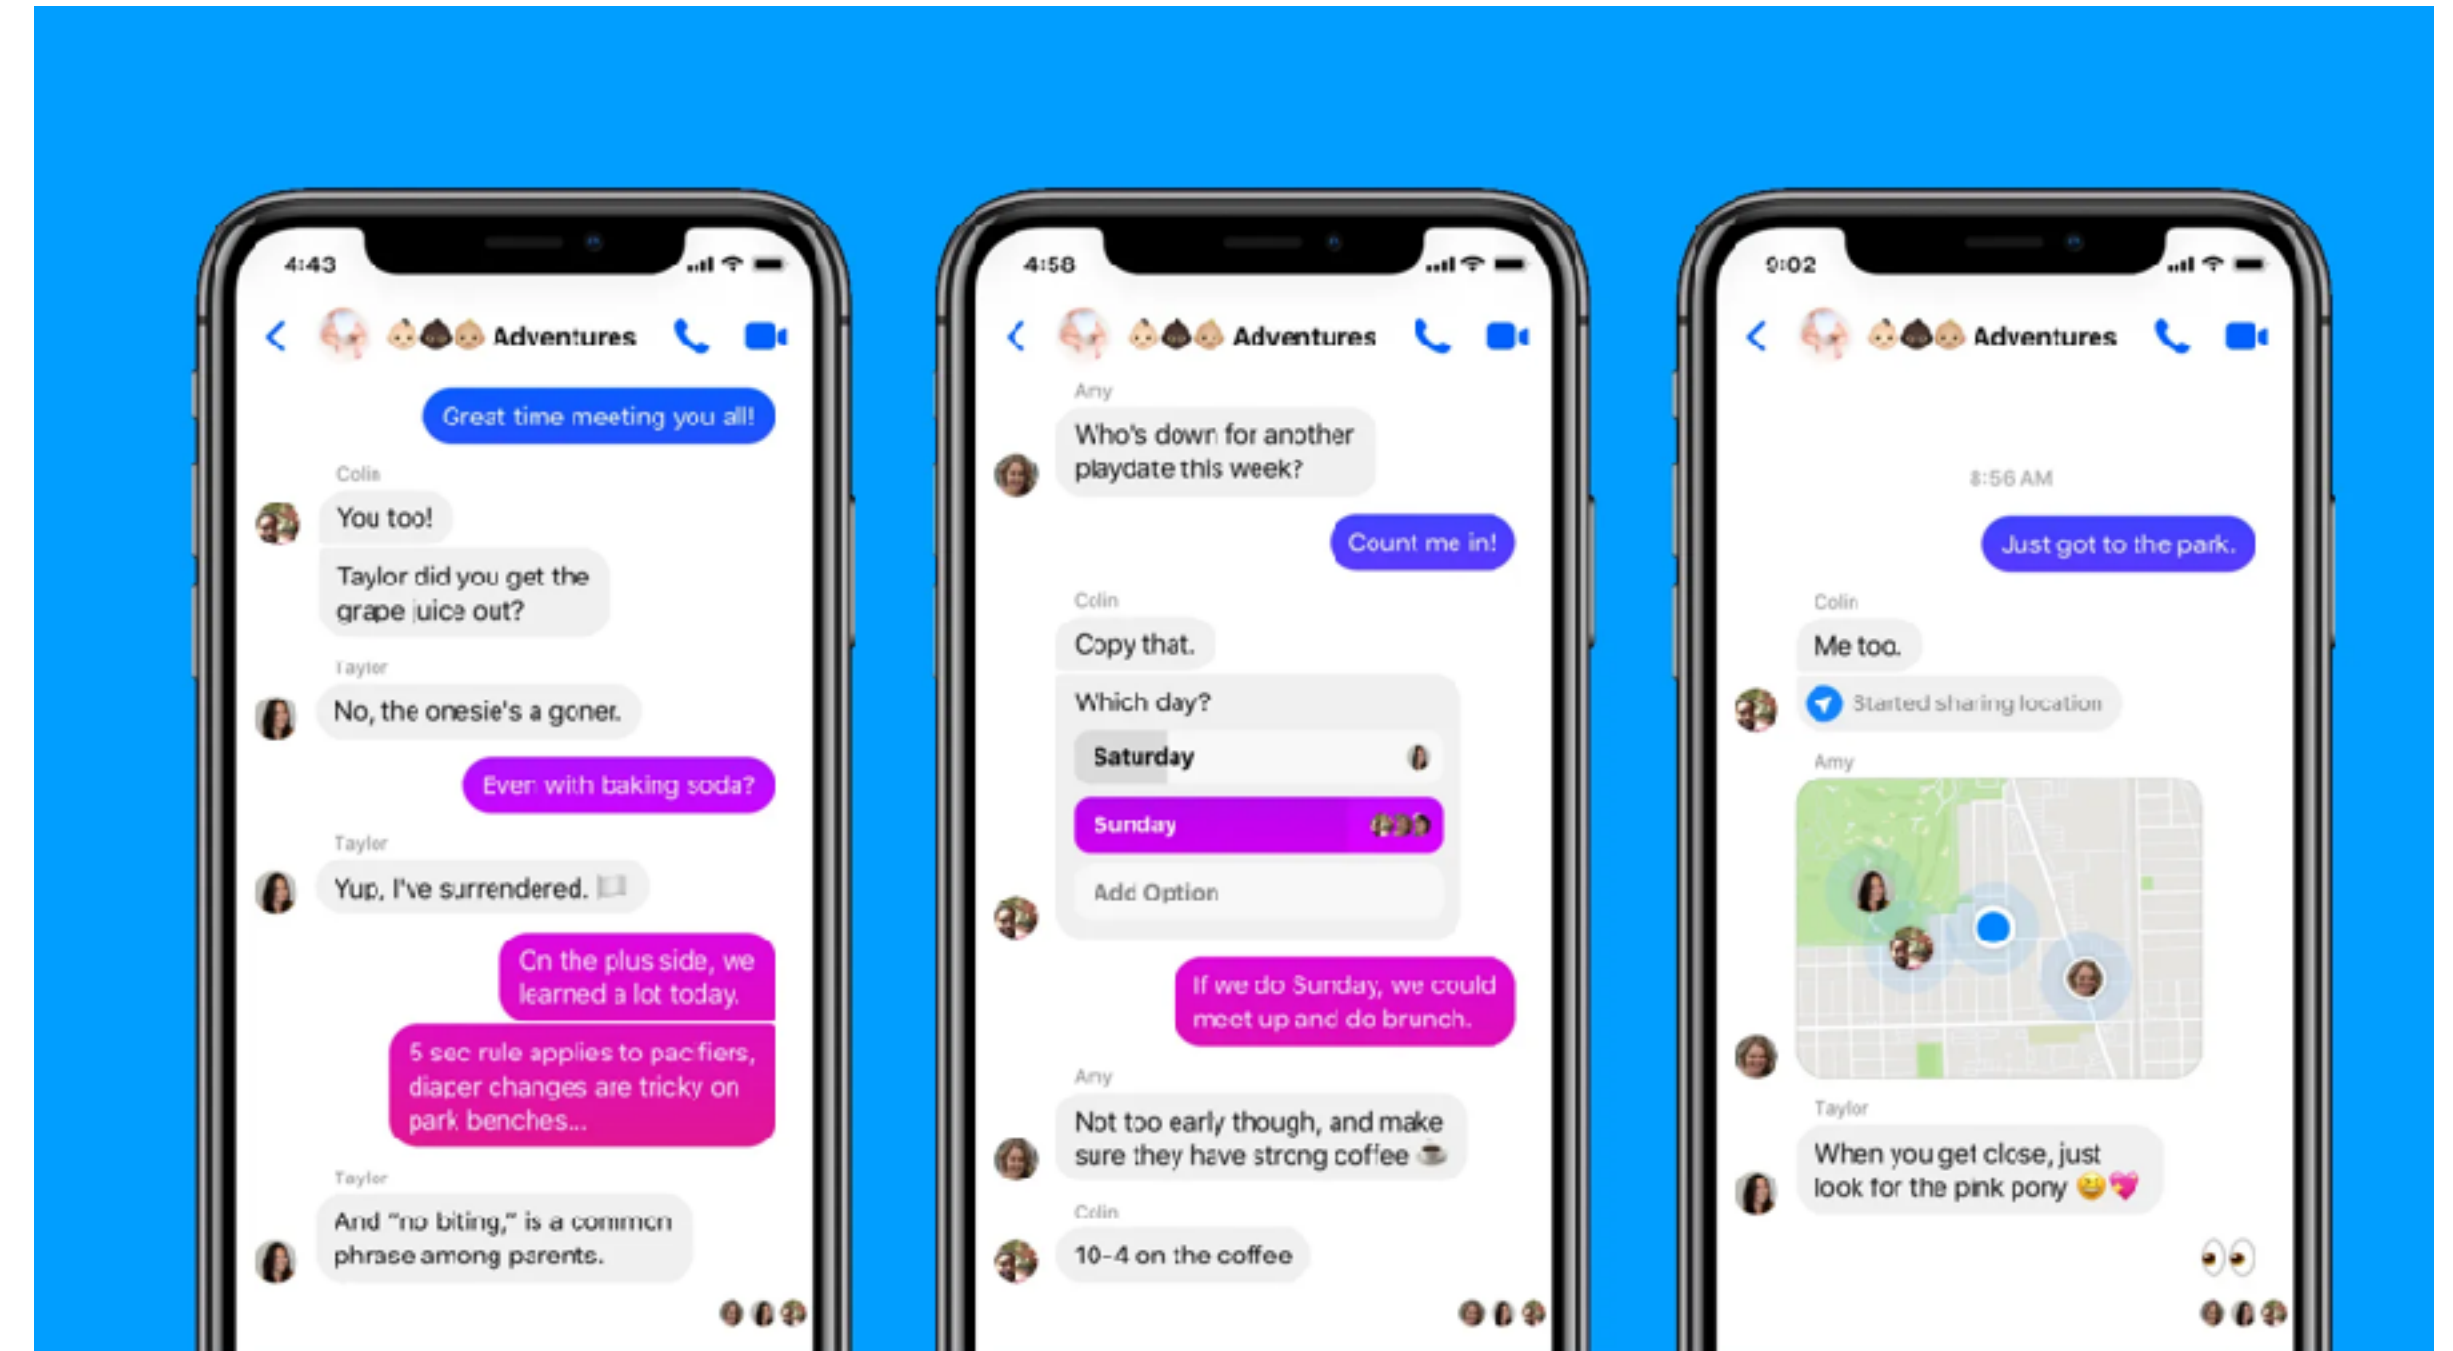 4:43
Adventures
Great time meeting you all!
Colin
You too!
Taylor did you get the
grape juice out?
Taylor
No, the onesie's a goner.
Even with baking soda?
Taylor
Yup, I've surrendered.
On the plus side, we
learned a lot today.
5 sec rule applies to pacifiers,
diaper changes are tricky on
park benches...
Taylor
And “no biting,” is a common
phrase among parents.
4:58
Adventures
Amy
Who's down for another
playdate this week?
Count me in!
Colin
Copy that.
Which day?
Saturday
Sunday
Add Option
If we do Sunday, we could
meet up and do brunch.
Amy
Not too early though, and make
sure they have strong coffee ☕
Colin
10-4 on the coffee
9:02
Adventures
8:56 AM
Just got to the park.
Colin
Me too.
Started sharing location
Amy
Taylor
When you get close, just
look for the pink pony 😆💖
👀